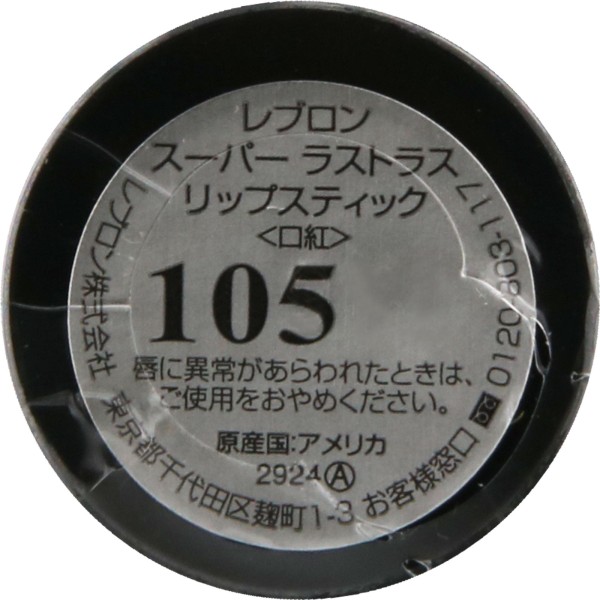 レブロン
スーパー ラストラス
リップスティック
<口紅>
105
唇に異常があらわれたときは、
ご使用をおやめください。
原産国:アメリカ
2924Ⓐ
レブロン株式会社 東京都千代田区麹町1-3 お客様窓口 0120-803-117